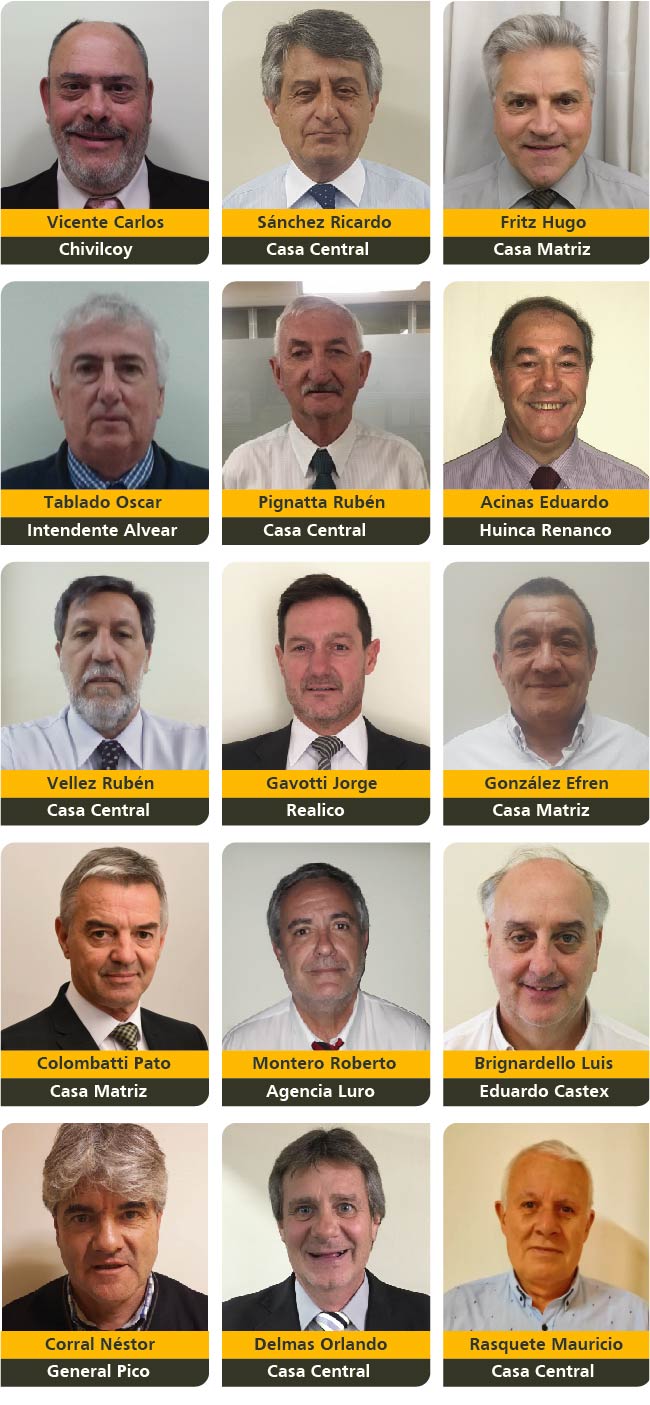 Vicente Carlos
Chivilcoy
Sánchez Ricardo
Casa Central
Fritz Hugo
Casa Matriz
Tablado Oscar
Intendente Alvear
Pignatta Rubén
Casa Central
Acinas Eduardo
Huinca Renanco
Vellez Rubén
Casa Central
Gavotti Jorge
Realico
González Efren
Casa Matriz
Colombatti Pato
Casa Matriz
Montero Roberto
Agencia Luro
Brignardello Luis
Eduardo Castex
Corral Néstor
General Pico
Delmas Orlando
Casa Central
Rasquete Mauricio
Casa Central